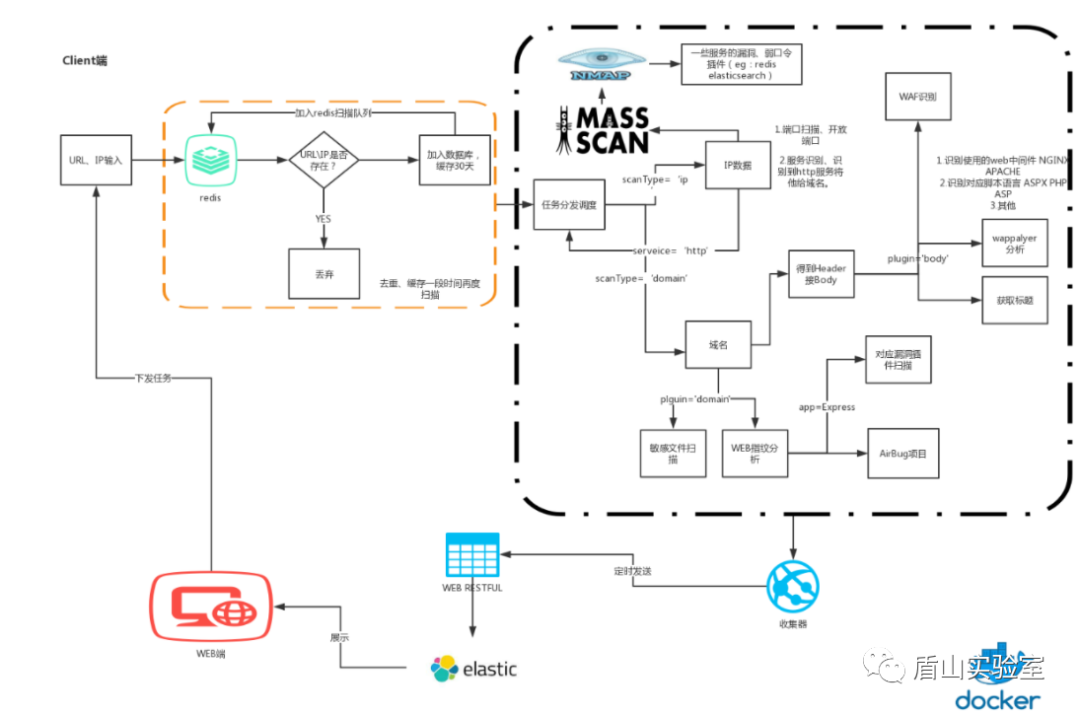 Client端
URL、IP输入
加入redis扫描队列
redis
URL\IP是否
存在？
加入数据库，
缓存30天
YES
丢弃
去重、缓存一段时间再度
扫描
NMAP
一些服务的漏洞、弱口令
插件（eg：redis
elasticsearch）
MASS
SCAN
1.端口扫描、开放
端口
2.服务识别、识
别到http服务将
他给域名。
IP数据
scanType= 'ip
'
任务分发调度
serveice= 'http'
scanType= 'domain'
WAF识别
1.识别使用的web中间件 NGINX
APACHE
2.识别对应脚本语言 ASPX PHP
ASP
3.其他
wappalyer
分析
得到Header
接Body
plugin='body'
获取标题
域名
对应漏洞插
件扫描
plguin='domain'
app=Express
敏感文件扫
描
WEB指纹分
析
AirBug项目
下发任务
WEB RESTFUL
定时发送
收集器
WEB端
展示
elastic
盾山实验室
docker